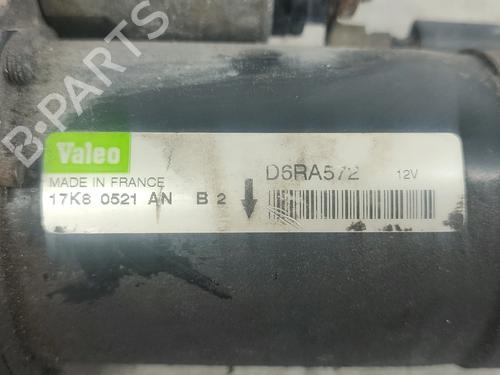 B-PARTS
Valeo
MADE IN FRANCE
17K8 0521 AN B 2
D6RA572 12V